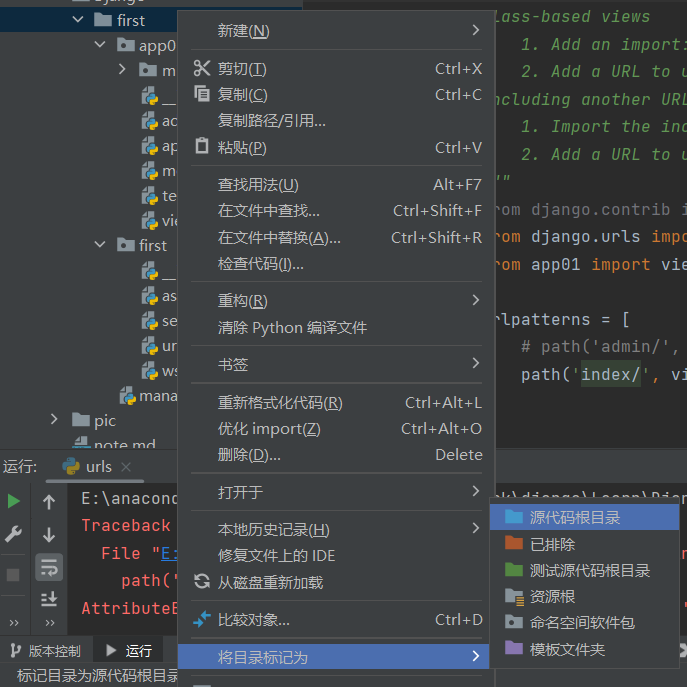 django
first
app0
m
ac
ap
m
te
vie
first
__
as
se
ur
ws
mana
pic
note.md
新建(N)
剪切(T) Ctrl+X
复制(C) Ctrl+C
复制路径/引用...
粘贴(P) Ctrl+V
查找用法(U) Alt+F7
在文件中查找... Ctrl+Shift+F
在文件中替换(A)... Ctrl+Shift+R
检查代码(I)...
重构(R)
清除 Python 编译文件
书签
重新格式化代码(R) Ctrl+Alt+L
优化 import(Z) Ctrl+Alt+O
删除(D)... Delete
打开于
本地历史记录(H)
修复文件上的 IDE
从磁盘重新加载
比较对象... Ctrl+D
将目录标记为
源代码根目录
已排除
测试源代码根目录
资源根
命名空间软件包
模板文件夹
lass-based views
1. Add an import:
2. Add a URL to u
ncluding another URL
1. Import the inc
2. Add a URL to u
""
rom django.contrib i
rom django.urls impo
rom app01 import vie
rlpatterns = [
# path('admin/',
path('index/', vi
运行: urls
E:\anacond
Traceback
File "E:
path('
AttributeE
版本控制 运行
标记目录为源代码根目录